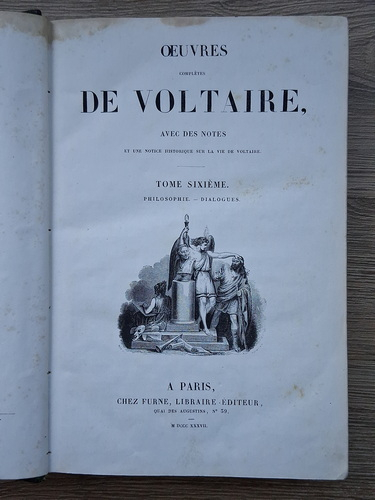 ŒUVRES
COMPLÈTES
DE VOLTAIRE,
AVEC DES NOTES
ET UNE NOTICE HISTORIQUE SUR LA VIE DE VOLTAIRE.
TOME SIXIÈME.
PHILOSOPHIE. — DIALOGUES.
A PARIS,
CHEZ FURNE, LIBRAIRE-ÉDITEUR,
QUAI DES AUGUSTINS, N° 39.
M DCCC XXXVII.